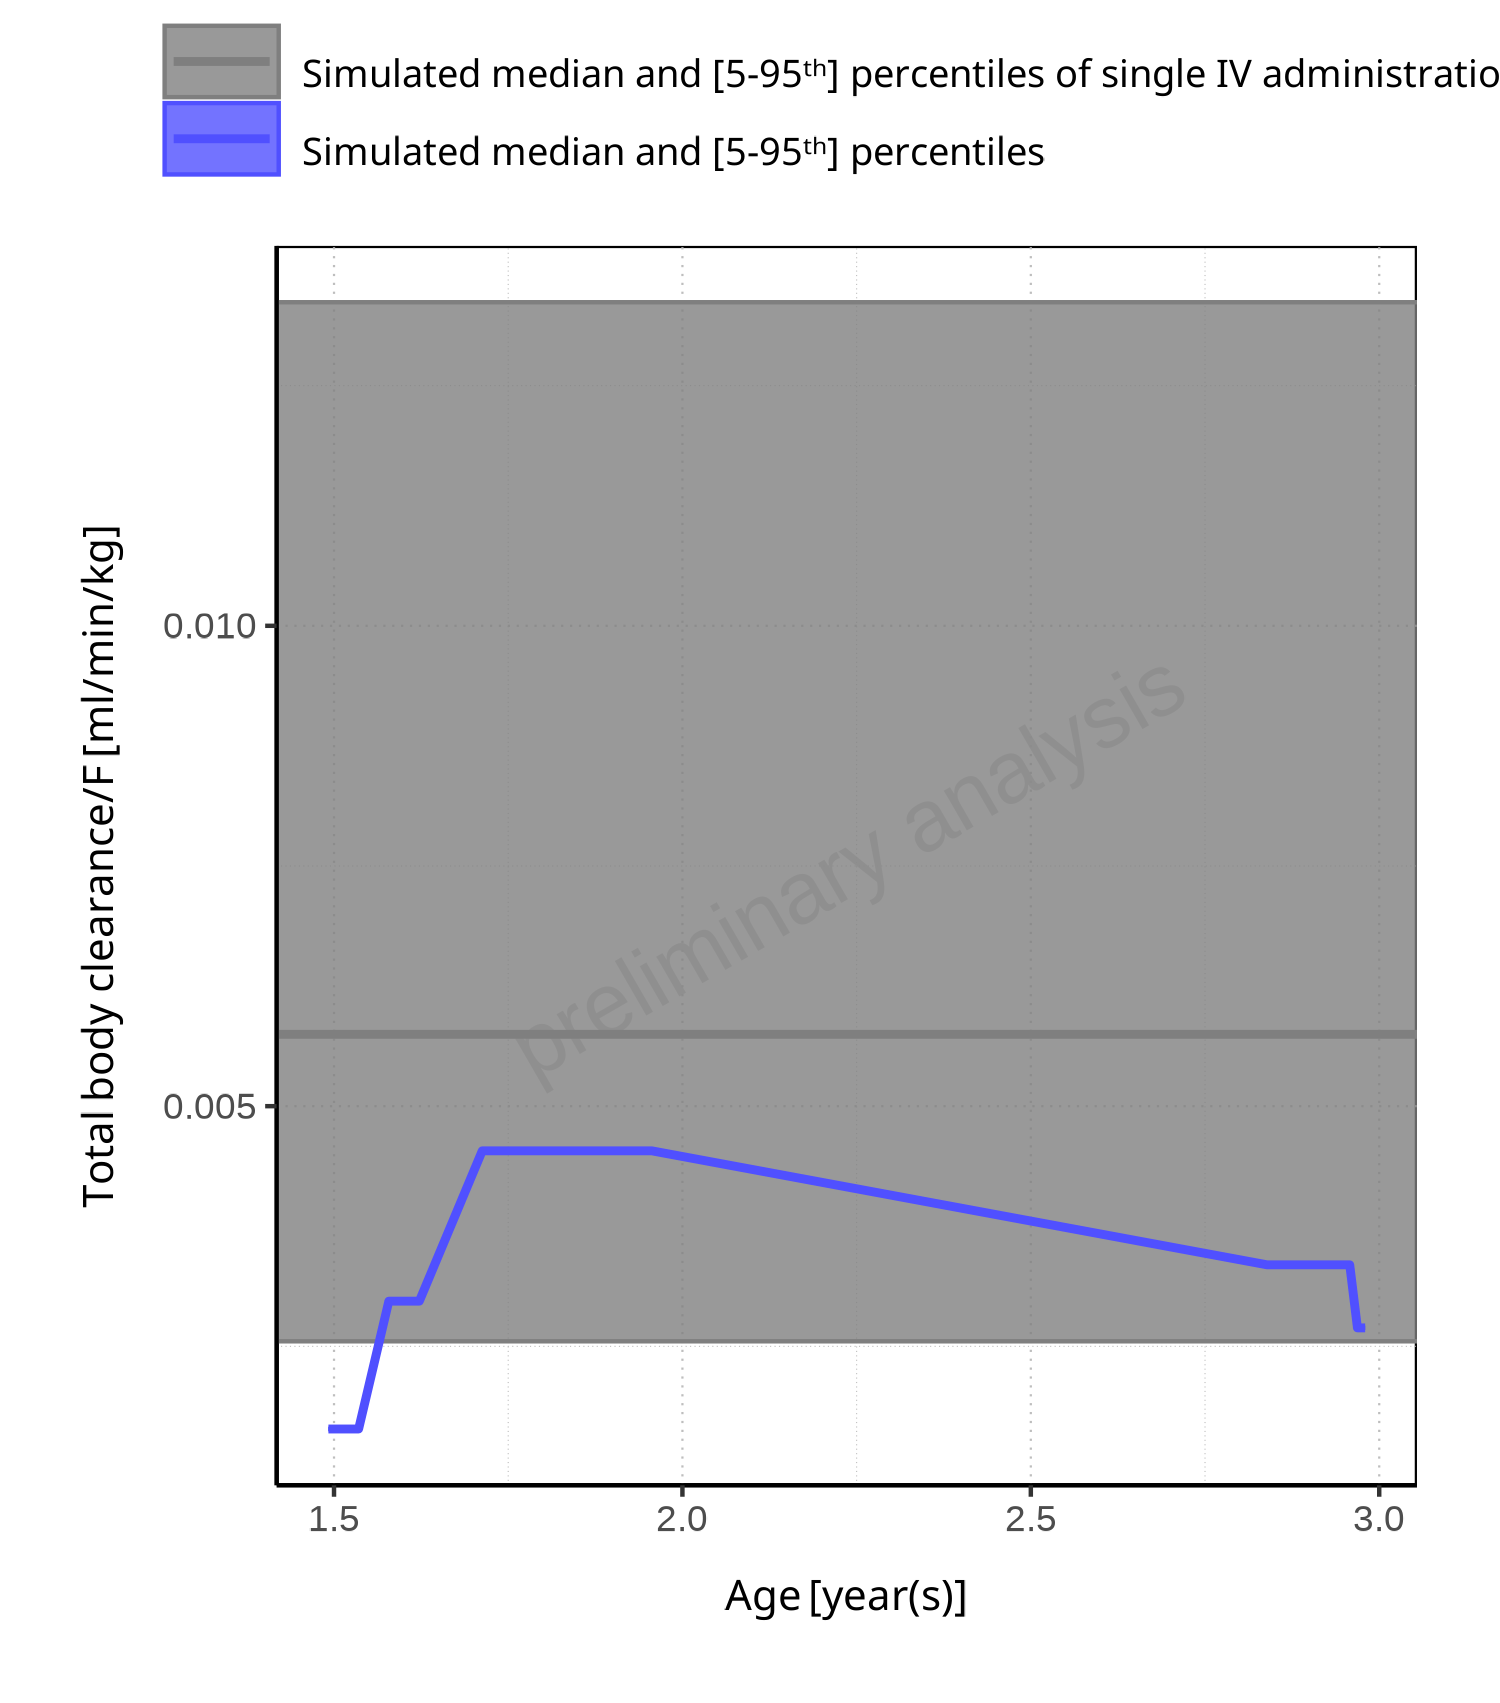 Simulated median and [5-95ᵗʰ] percentiles of single IV administratio
Simulated median and [5-95ᵗʰ] percentiles
Total body clearance/F [ml/min/kg]
0.010
0.005
preliminary analysis
1.5 2.0 2.5 3.0
Age [year(s)]